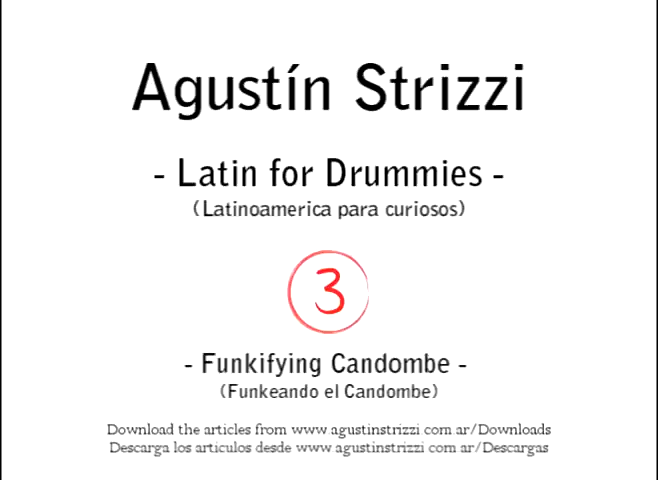 Agustín Strizzi
- Latin for Drummies -
(Latinoamerica para curiosos)
3
- Funkifying Candombe -
(Funkeando el Candombe)
Download the articles from www agustinstrizzi com ar/Downloads
Descarga los articulos desde www agustinstrizzi com ar/Descargas